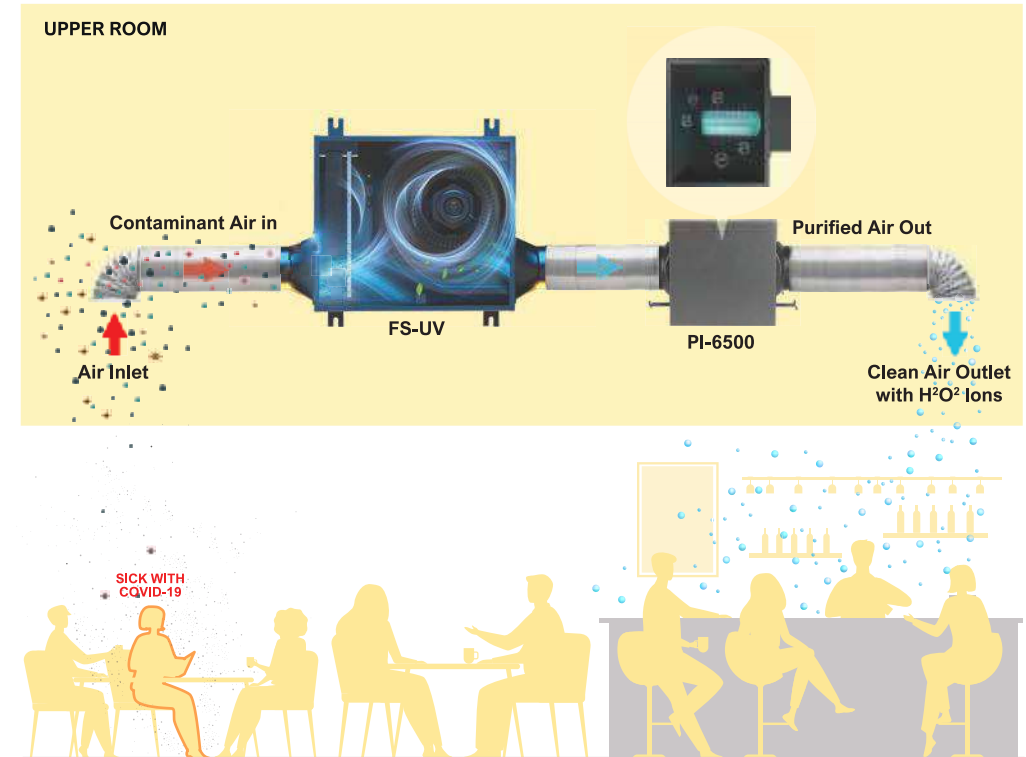 UPPER ROOM
Contaminant Air in
Purified Air Out
FS-UV
PI-6500
Air Inlet
Clean Air Outlet
with H²O² Ions
SICK WITH
COVID-19